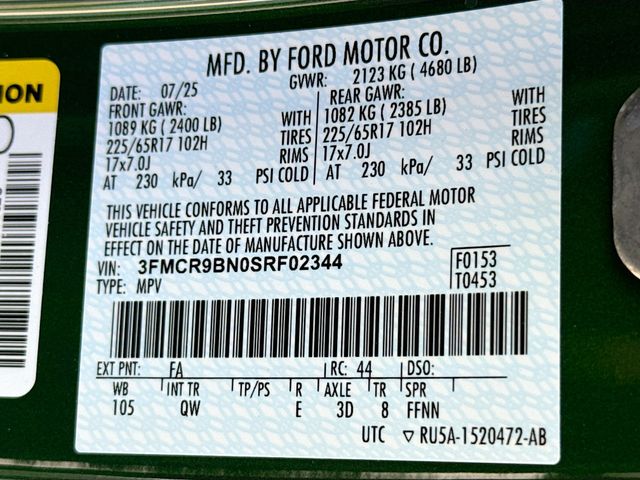 MFD. BY FORD MOTOR CO.
DATE: 07/25 GVWR: 2123 KG ( 4680 LB)
FRONT GAWR: WITH REAR GAWR: WITH
1089 KG ( 2400 LB) TIRES 1082 KG ( 2385 LB) TIRES
225/65R17 102H RIMS 225/65R17 102H RIMS
17x7.0J 17x7.0J
AT 230 kPa/ 33 PSI COLD AT 230 kPa/ 33 PSI COLD
THIS VEHICLE CONFORMS TO ALL APPLICABLE FEDERAL MOTOR
VEHICLE SAFETY AND THEFT PREVENTION STANDARDS IN
EFFECT ON THE DATE OF MANUFACTURE SHOWN ABOVE.
VIN: 3FMCR9BN0SRF02344 F0153
TYPE: MPV T0453
EXT PNT: FA RC: 44 DSO:
WB INT TR TP/PS R AXLE TR SPR
105 QW E 3D 8 FFNN
UTC ▽ RU5A-1520472-AB
ION